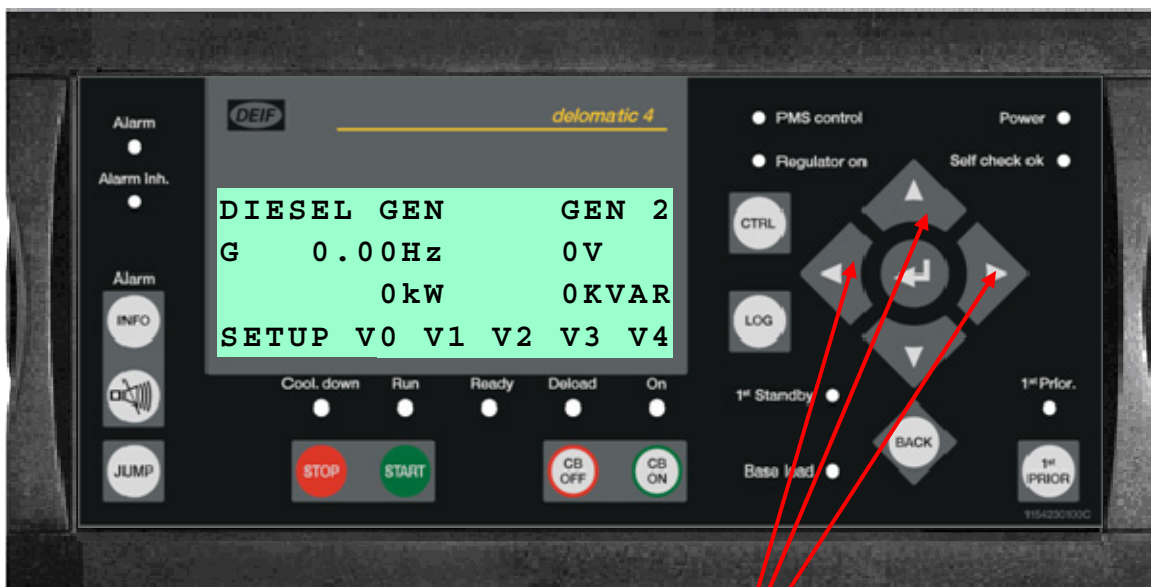 DEIF
delomatic 4
Alarm
Alarm Inh.
DIESEL GEN GEN 2
G 0.00Hz 0V
0kW 0KVAR
SETUP V0 V1 V2 V3 V4
Alarm
INFO
JUMP
Cool. down Run Ready Deload On
STOP START CB OFF CB ON
PMS control Power
Regulator on Self check ok
CTRL
LOG
1st Standby 1st Prior.
BACK
Base load
1st PRIOR
1154230100C